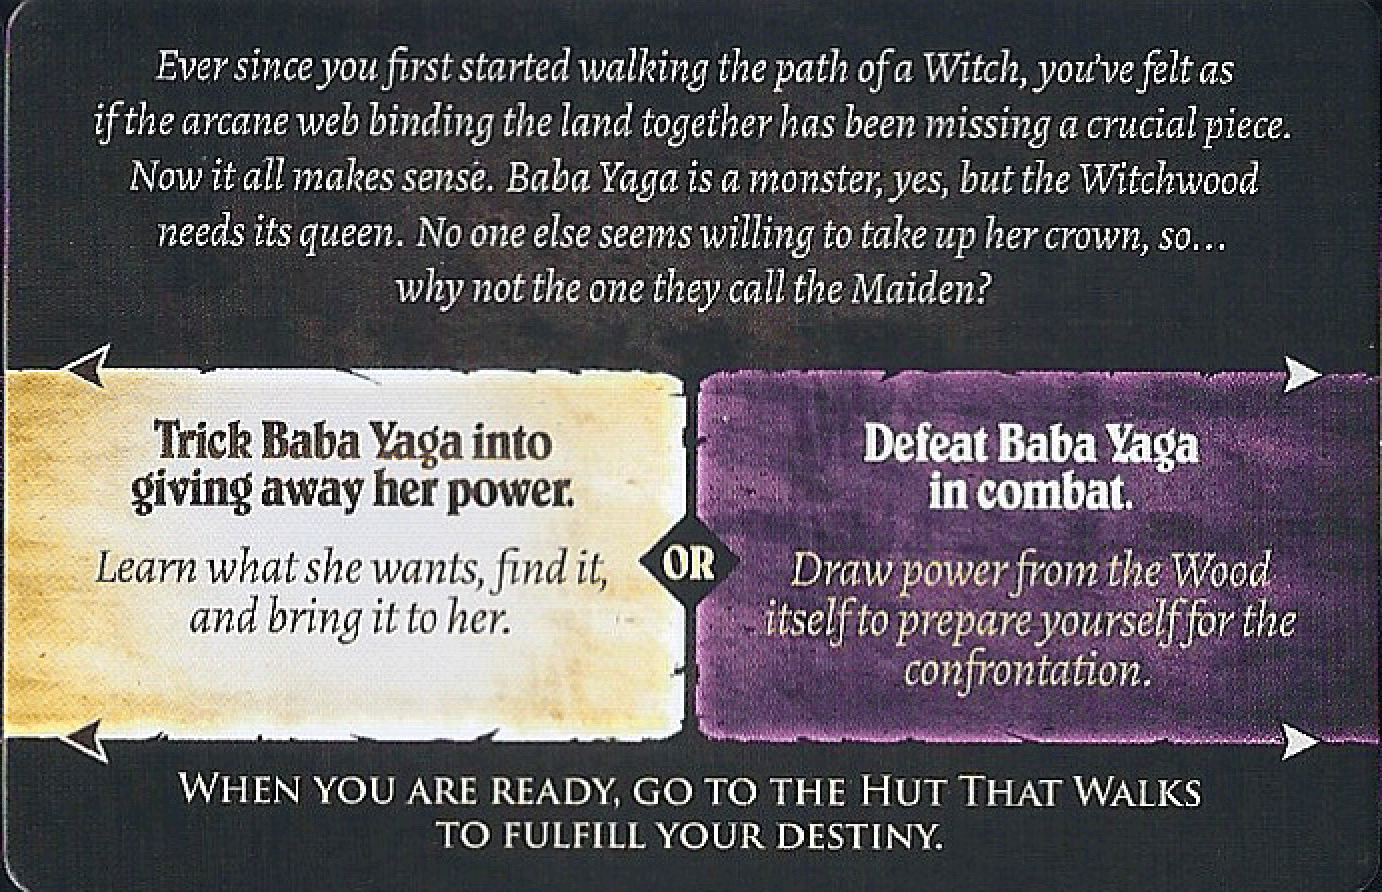 Ever since you first started walking the path of a Witch, you've felt as
if the arcane web binding the land together has been missing a crucial piece.
Now it all makes sense. Baba Yaga is a monster, yes, but the Witchwood
needs its queen. No one else seems willing to take up her crown, so...
why not the one they call the Maiden?
Trick Baba Yaga into
giving away her power.
Learn what she wants, find it,
and bring it to her.
OR
Defeat Baba Yaga
in combat.
Draw power from the Wood
itself to prepare yourself for the
confrontation.
WHEN YOU ARE READY, GO TO THE HUT THAT WALKS
TO FULFILL YOUR DESTINY.